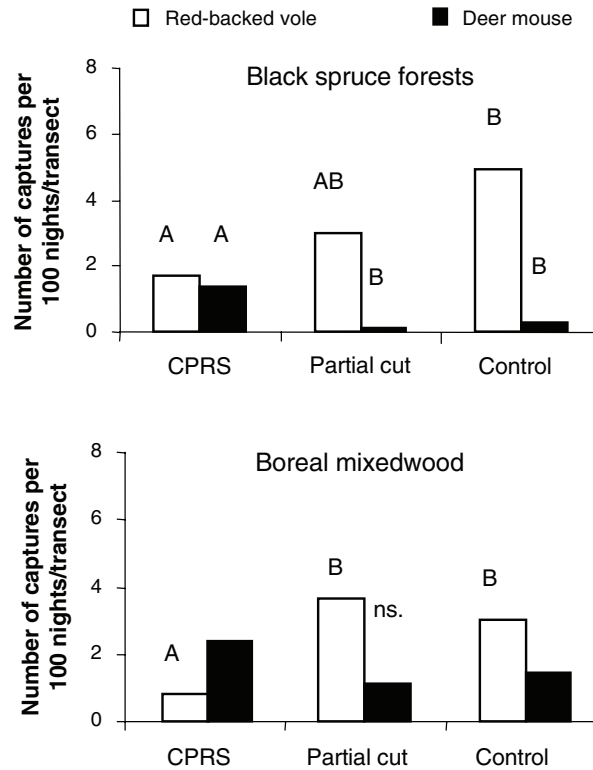 Red-backed vole Deer mouse
Black spruce forests
Number of captures per
100 nights/transect
8
6
4
2
0
A A
AB B
B B
CPRS Partial cut Control
Boreal mixedwood
Number of captures per
100 nights/transect
8
6
4
2
0
A
B ns.
B
CPRS Partial cut Control